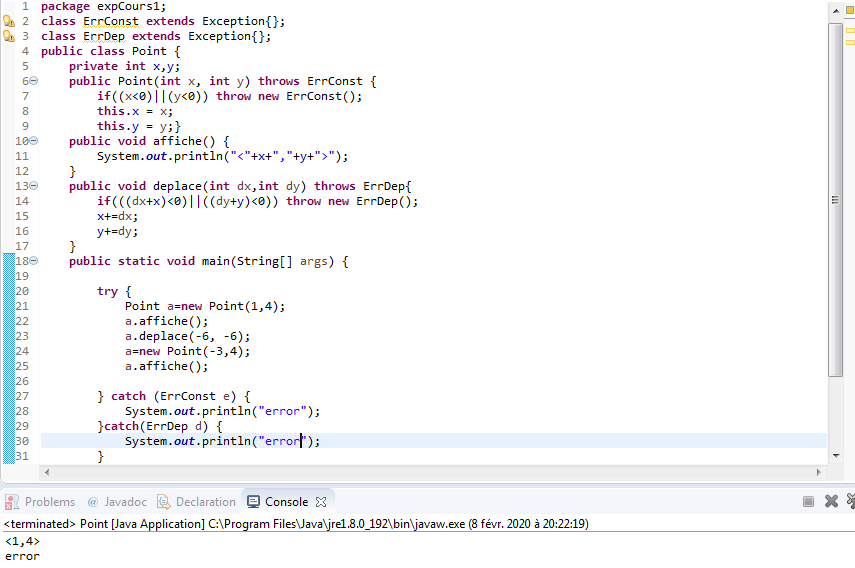 1 package expCours1;
2 class ErrConst extends Exception{};
3 class ErrDep extends Exception{};
4 public class Point {
5 private int x,y;
6 public Point(int x, int y) throws ErrConst {
7 if((x<0)||(y<0)) throw new ErrConst();
8 this.x = x;
9 this.y = y;}
10 public void affiche() {
11 System.out.println("<"+x+","+y+">");
12 }
13 public void deplace(int dx,int dy) throws ErrDep{
14 if(((dx+x)<0)||((dy+y)<0)) throw new ErrDep();
15 x+=dx;
16 y+=dy;
17 }
18 public static void main(String[] args) {
19
20 try {
21 Point a=new Point(1,4);
22 a.affiche();
23 a.deplace(-6, -6);
24 a=new Point(-3,4);
25 a.affiche();
26
27 } catch (ErrConst e) {
28 System.out.println("error");
29 }catch(ErrDep d) {
30 System.out.println("error");
31 }
Problems @ Javadoc Declaration Console
<terminated> Point [Java Application] C:\Program Files\Java\jre1.8.0_192\bin\javaw.exe (8 févr. 2020 à 20:22:19)
<1,4>
error